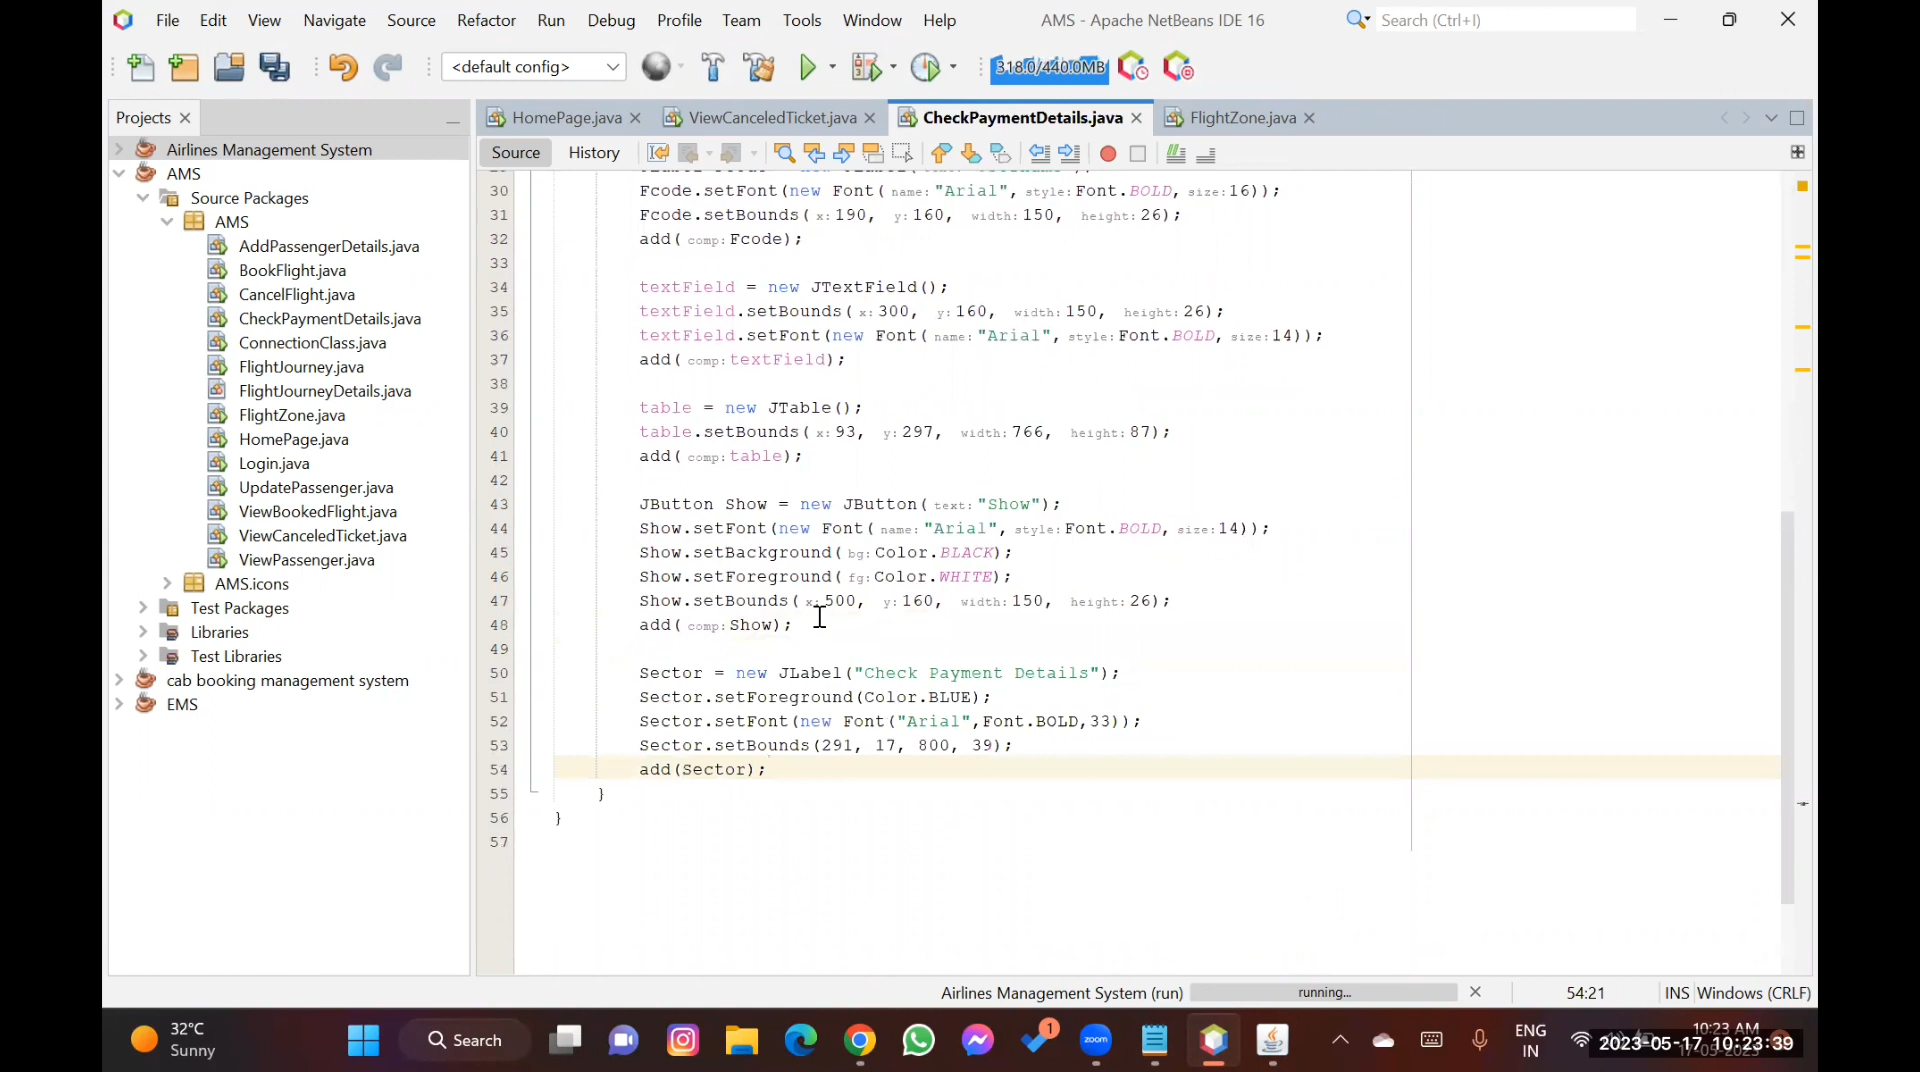 File Edit View Navigate Source Refactor Run Debug Profile Team Tools Window Help AMS - Apache NetBeans IDE 16 Search (Ctrl+I)
<default config> 318.0/440.0MB
Projects HomePage.java ViewCanceledTicket.java CheckPaymentDetails.java FlightZone.java
Source History
Airlines Management System
AMS
Source Packages
AMS
AddPassengerDetails.java
BookFlight.java
CancelFlight.java
CheckPaymentDetails.java
ConnectionClass.java
FlightJourney.java
FlightJourneyDetails.java
FlightZone.java
HomePage.java
Login.java
UpdatePassenger.java
ViewBookedFlight.java
ViewCanceledTicket.java
ViewPassenger.java
AMS.icons
Test Packages
Libraries
Test Libraries
cab booking management system
EMS
30 Fcode.setFont(new Font( name: "Arial", style: Font.BOLD, size: 16));
31 Fcode.setBounds( x: 190, y: 160, width: 150, height: 26);
32 add( comp: Fcode);
33
34 textField = new JTextField();
35 textField.setBounds( x: 300, y: 160, width: 150, height: 26);
36 textField.setFont(new Font( name: "Arial", style: Font.BOLD, size: 14));
37 add( comp: textField);
38
39 table = new JTable();
40 table.setBounds( x: 93, y: 297, width: 766, height: 87);
41 add( comp: table);
42
43 JButton Show = new JButton( text: "Show");
44 Show.setFont(new Font( name: "Arial", style: Font.BOLD, size: 14));
45 Show.setBackground( bg: Color.BLACK);
46 Show.setForeground( fg: Color.WHITE);
47 Show.setBounds( x: 500, y: 160, width: 150, height: 26);
48 add( comp: Show);
49
50 Sector = new JLabel("Check Payment Details");
51 Sector.setForeground(Color.BLUE);
52 Sector.setFont(new Font("Arial",Font.BOLD,33));
53 Sector.setBounds(291, 17, 800, 39);
54 add(Sector);
55 }
56 }
57
Airlines Management System (run) running... 54:21 INS Windows (CRLF)
32°C
Sunny
Search
1
zoom
ENG
IN
10:23 AM
2023-05-17 10:23:39